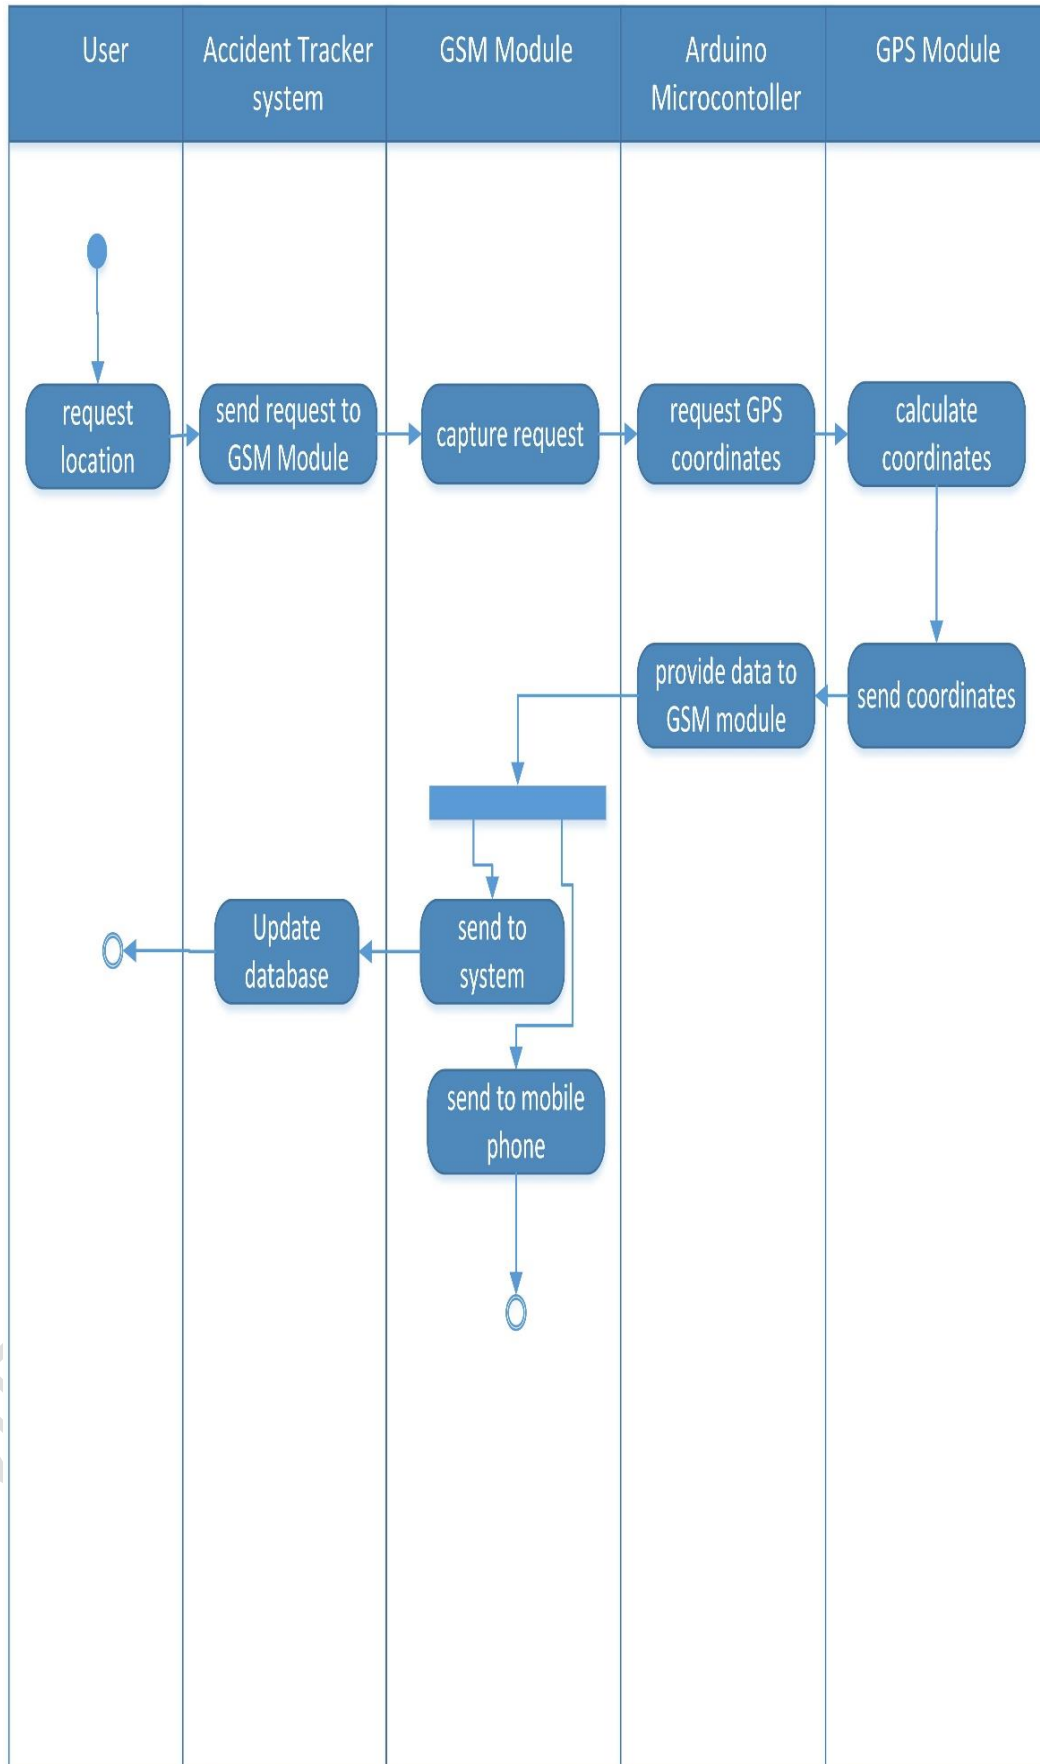 User
Accident Tracker
system
GSM Module
Arduino
Microcontoller
GPS Module
request
location
send request to
GSM Module
capture request
request GPS
coordinates
calculate
coordinates
provide data to
GSM module
send coordinates
Update
database
send to
system
send to mobile
phone